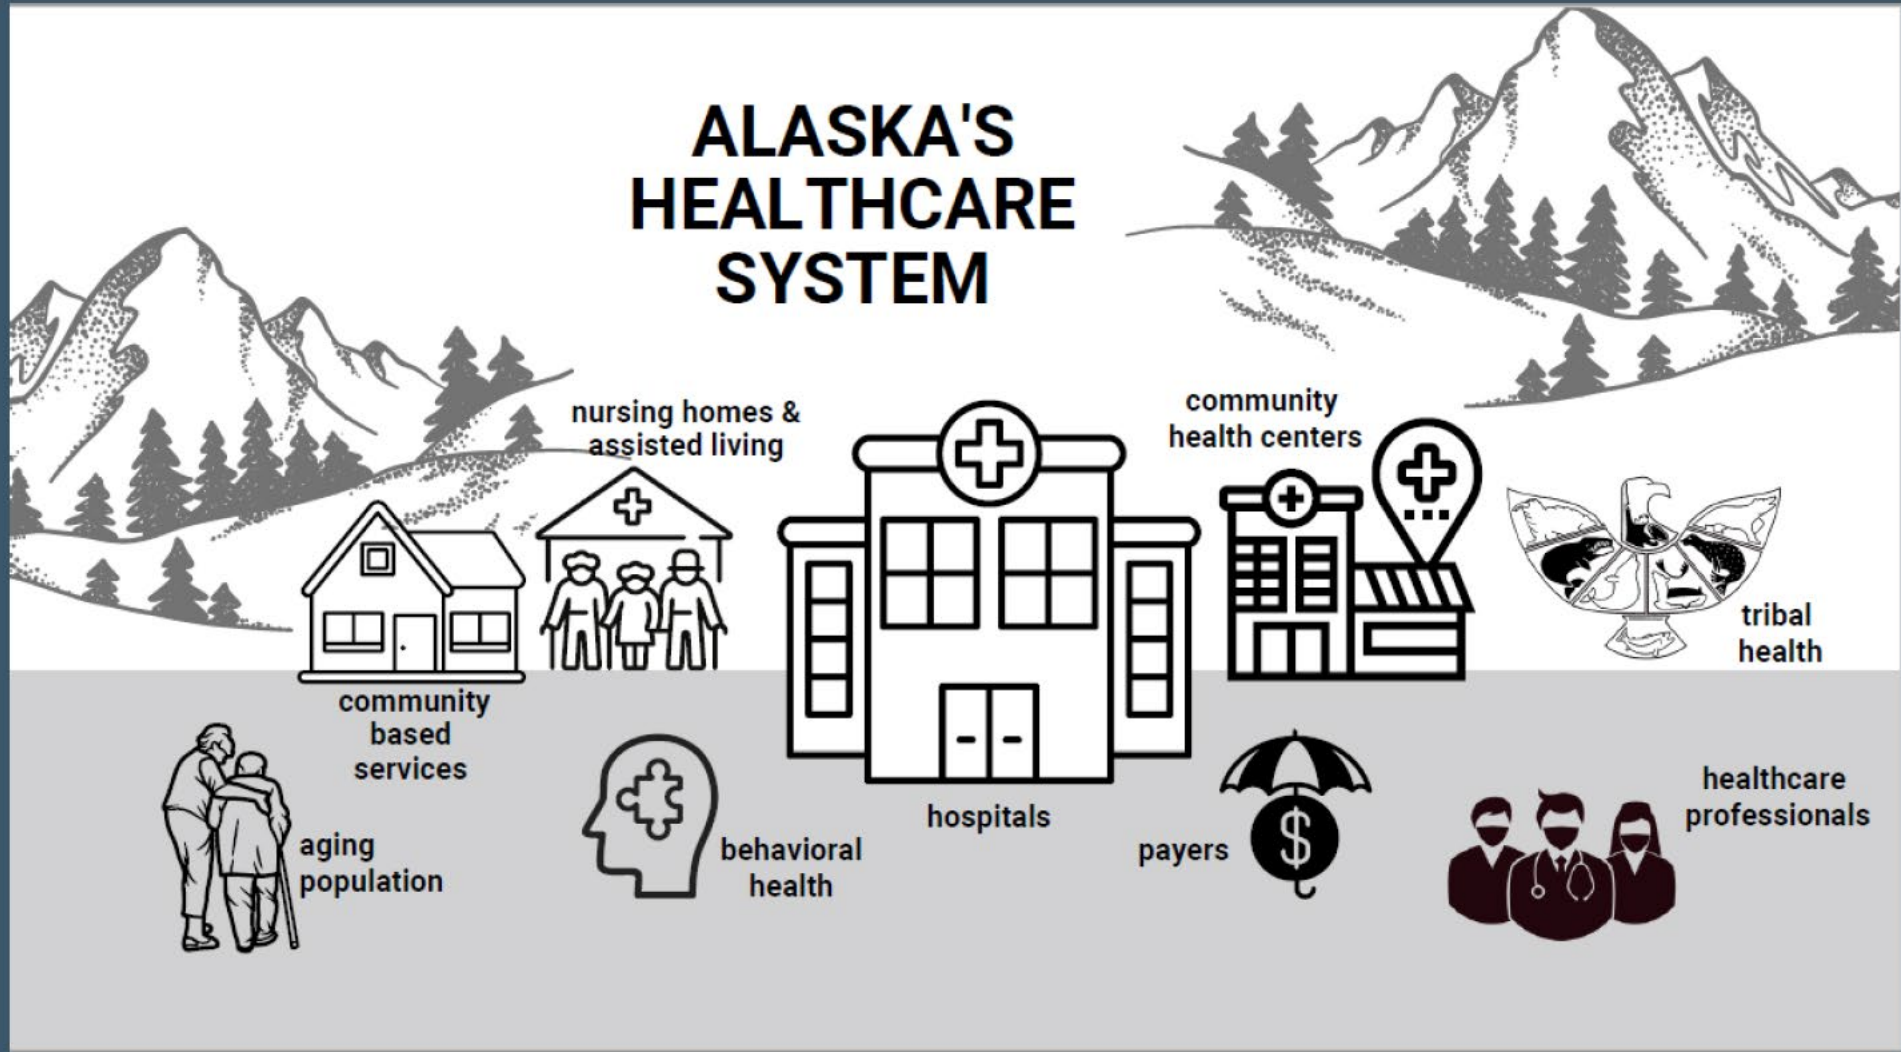 ALASKA'S
HEALTHCARE
SYSTEM
nursing homes &
assisted living
community
health centers
tribal
health
community
based
services
hospitals
aging
population
behavioral
health
payers
healthcare
professionals
$